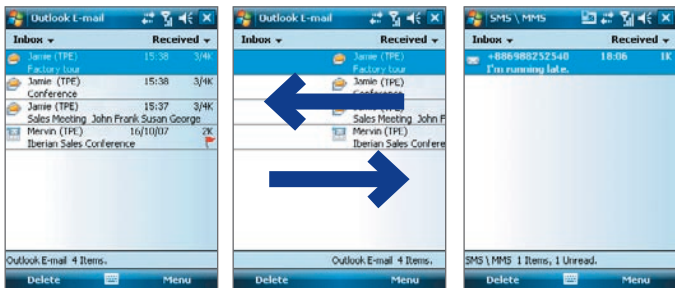 Outlook E-mail
Inbox Received
Jamie (TPE) 15:38 3/4K
Factory tour
Jamie (TPE) 15:38 3/4K
Conference
Jamie (TPE) 15:37 3/4K
Sales Meeting John Frank Susan George
Mervin (TPE) 16/10/07 2K
Iberian Sales Conference
Outlook E-mail 4 Items.
Delete Menu
Outlook E-mail
Inbox Received
Jamie (TPE)
Factory tour
Jamie (TPE)
Conference
Jamie (TPE)
Sales Meeting John F
Mervin (TPE)
Iberian Sales Confere
Outlook E-mail 4 Items.
Delete Menu
SMS \ MMS
Inbox Received
+886988252540 18:06 1K
I'm running late.
SMS \ MMS 1 Items, 1 Unread.
Delete Menu